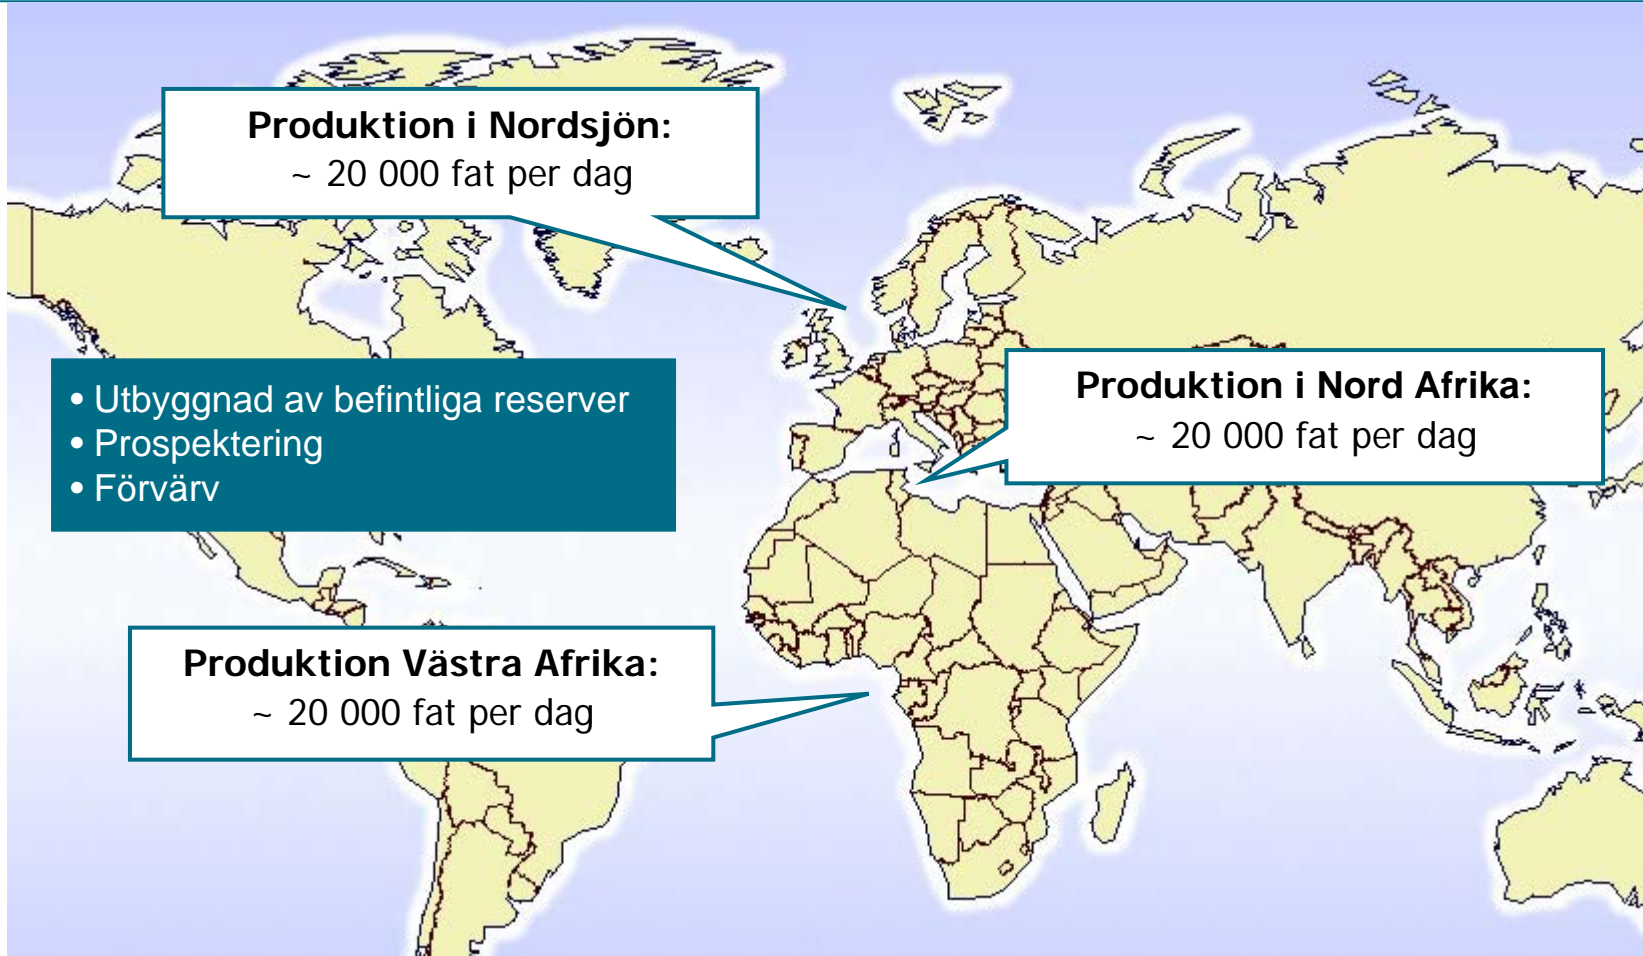 Produktion i Nordsjön:
~ 20 000 fat per dag
• Utbyggnad av befintliga reserver
• Prospektering
• Förvärv
Produktion i Nord Afrika:
~ 20 000 fat per dag
Produktion Västra Afrika:
~ 20 000 fat per dag